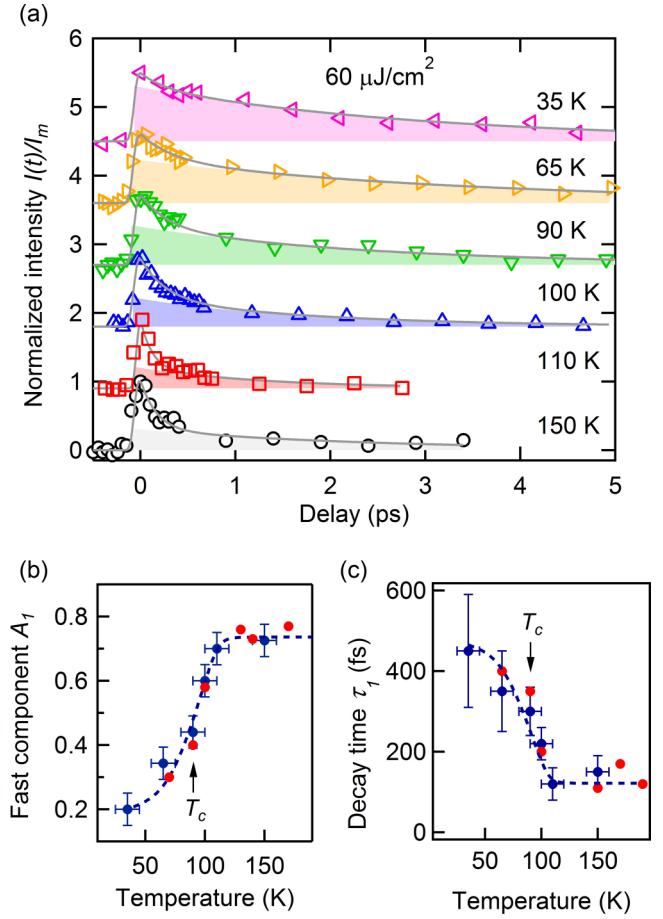 (a)
60 μJ/cm²
35 K
65 K
90 K
100 K
110 K
150 K
6
5
4
3
2
1
0
Normalized intensity I(t)/Iₘ
0
1
2
3
4
5
Delay (ps)
(b)
0.8
0.6
0.4
0.2
Fast component A₁
T_c
50
100
150
Temperature (K)
(c)
600
400
200
0
Decay time τ₁ (fs)
T_c
50
100
150
Temperature (K)